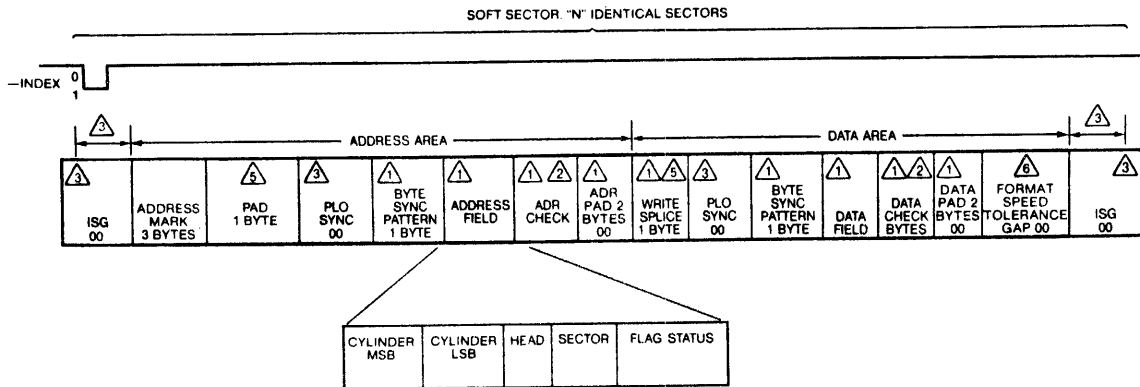 SOFT SECTOR. "N" IDENTICAL SECTORS
—INDEX 0
1
3
3
ADDRESS AREA
DATA AREA
3
ISG
00
ADDRESS
MARK
3 BYTES
5
PAD
1 BYTE
3
PLO
SYNC
00
1
BYTE
SYNC
PATTERN
1 BYTE
1
ADDRESS
FIELD
1 2
ADR
CHECK
1
ADR
PAD 2
BYTES
00
1 5
WRITE
SPLICE
1 BYTE
3
PLO
SYNC
00
1
BYTE
SYNC
PATTERN
1 BYTE
1
DATA
FIELD
1 2
DATA
CHECK
BYTES
1
DATA
PAD 2
BYTES
00
6
FORMAT
SPEED
TOLERANCE
GAP 00
3
ISG
00
CYLINDER
MSB
CYLINDER
LSB
HEAD
SECTOR
FLAG STATUS